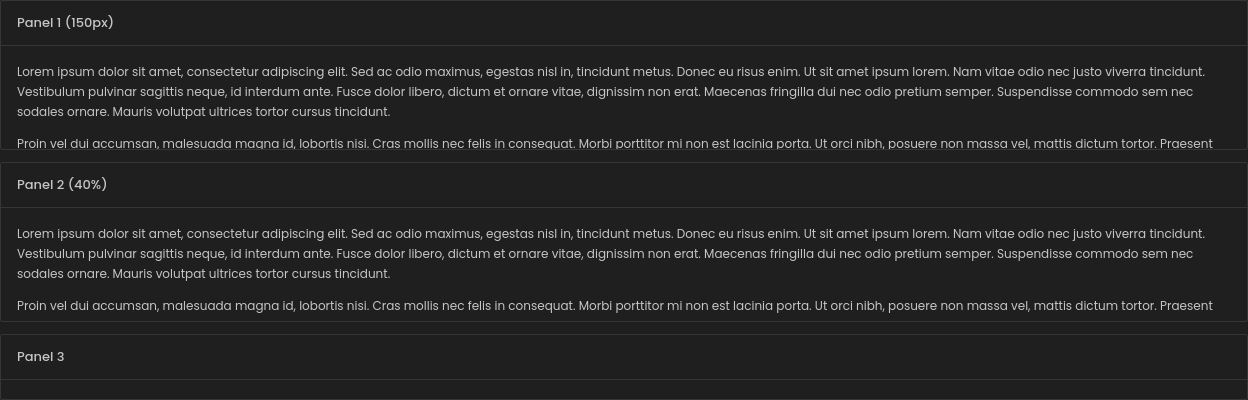 Panel 1 (150px)
Lorem ipsum dolor sit amet, consectetur adipiscing elit. Sed ac odio maximus, egestas nisl in, tincidunt metus. Donec eu risus enim. Ut sit amet ipsum lorem. Nam vitae odio nec justo viverra tincidunt.
Vestibulum pulvinar sagittis neque, id interdum ante. Fusce dolor libero, dictum et ornare vitae, dignissim non erat. Maecenas fringilla dui nec odio pretium semper. Suspendisse commodo sem nec
sodales ornare. Mauris volutpat ultrices tortor cursus tincidunt.
Proin vel dui accumsan, malesuada magna id, lobortis nisi. Cras mollis nec felis in consequat. Morbi porttitor mi non est lacinia porta. Ut orci nibh, posuere non massa vel, mattis dictum tortor. Praesent
Panel 2 (40%)
Lorem ipsum dolor sit amet, consectetur adipiscing elit. Sed ac odio maximus, egestas nisl in, tincidunt metus. Donec eu risus enim. Ut sit amet ipsum lorem. Nam vitae odio nec justo viverra tincidunt.
Vestibulum pulvinar sagittis neque, id interdum ante. Fusce dolor libero, dictum et ornare vitae, dignissim non erat. Maecenas fringilla dui nec odio pretium semper. Suspendisse commodo sem nec
sodales ornare. Mauris volutpat ultrices tortor cursus tincidunt.
Proin vel dui accumsan, malesuada magna id, lobortis nisi. Cras mollis nec felis in consequat. Morbi porttitor mi non est lacinia porta. Ut orci nibh, posuere non massa vel, mattis dictum tortor. Praesent
Panel 3